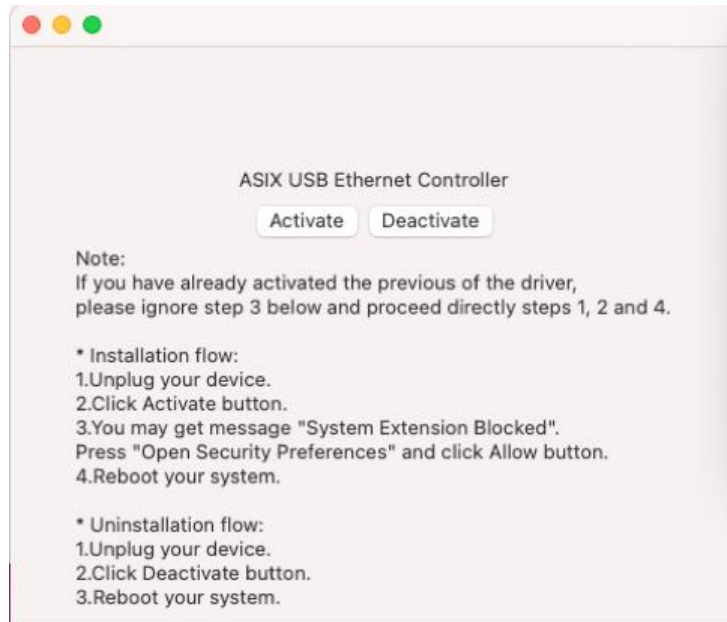 ASIX USB Ethernet Controller
Activate Deactivate
Note:
If you have already activated the previous of the driver,
please ignore step 3 below and proceed directly steps 1, 2 and 4.
* Installation flow:
1.Unplug your device.
2.Click Activate button.
3.You may get message "System Extension Blocked".
Press "Open Security Preferences" and click Allow button.
4.Reboot your system.
* Uninstallation flow:
1.Unplug your device.
2.Click Deactivate button.
3.Reboot your system.